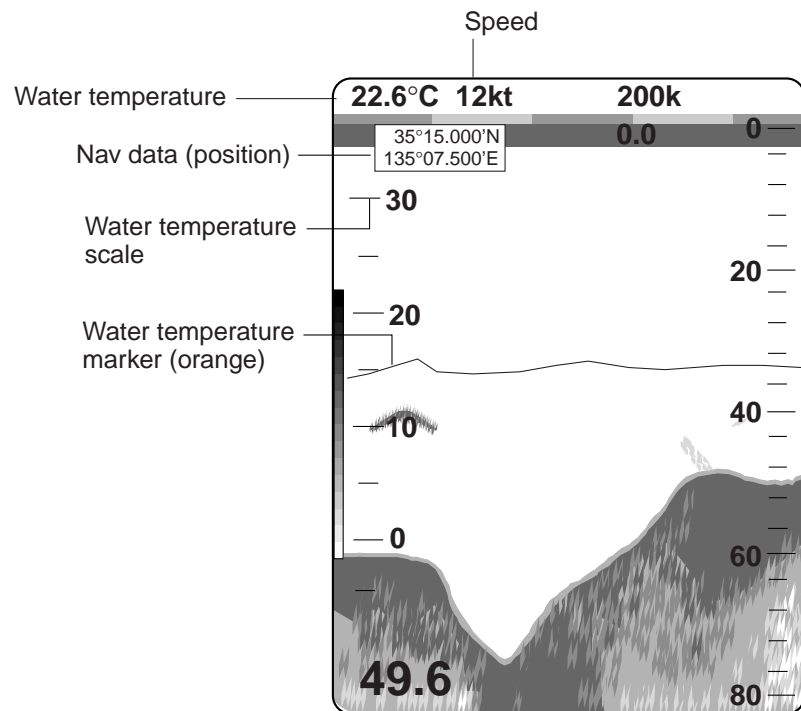 Speed
Water temperature
22.6°C 12kt 200k
Nav data (position)
35°15.000'N
135°07.500'E
0.0
0
Water temperature
scale
30
20
Water temperature
marker (orange)
20
40
10
0
60
49.6
80